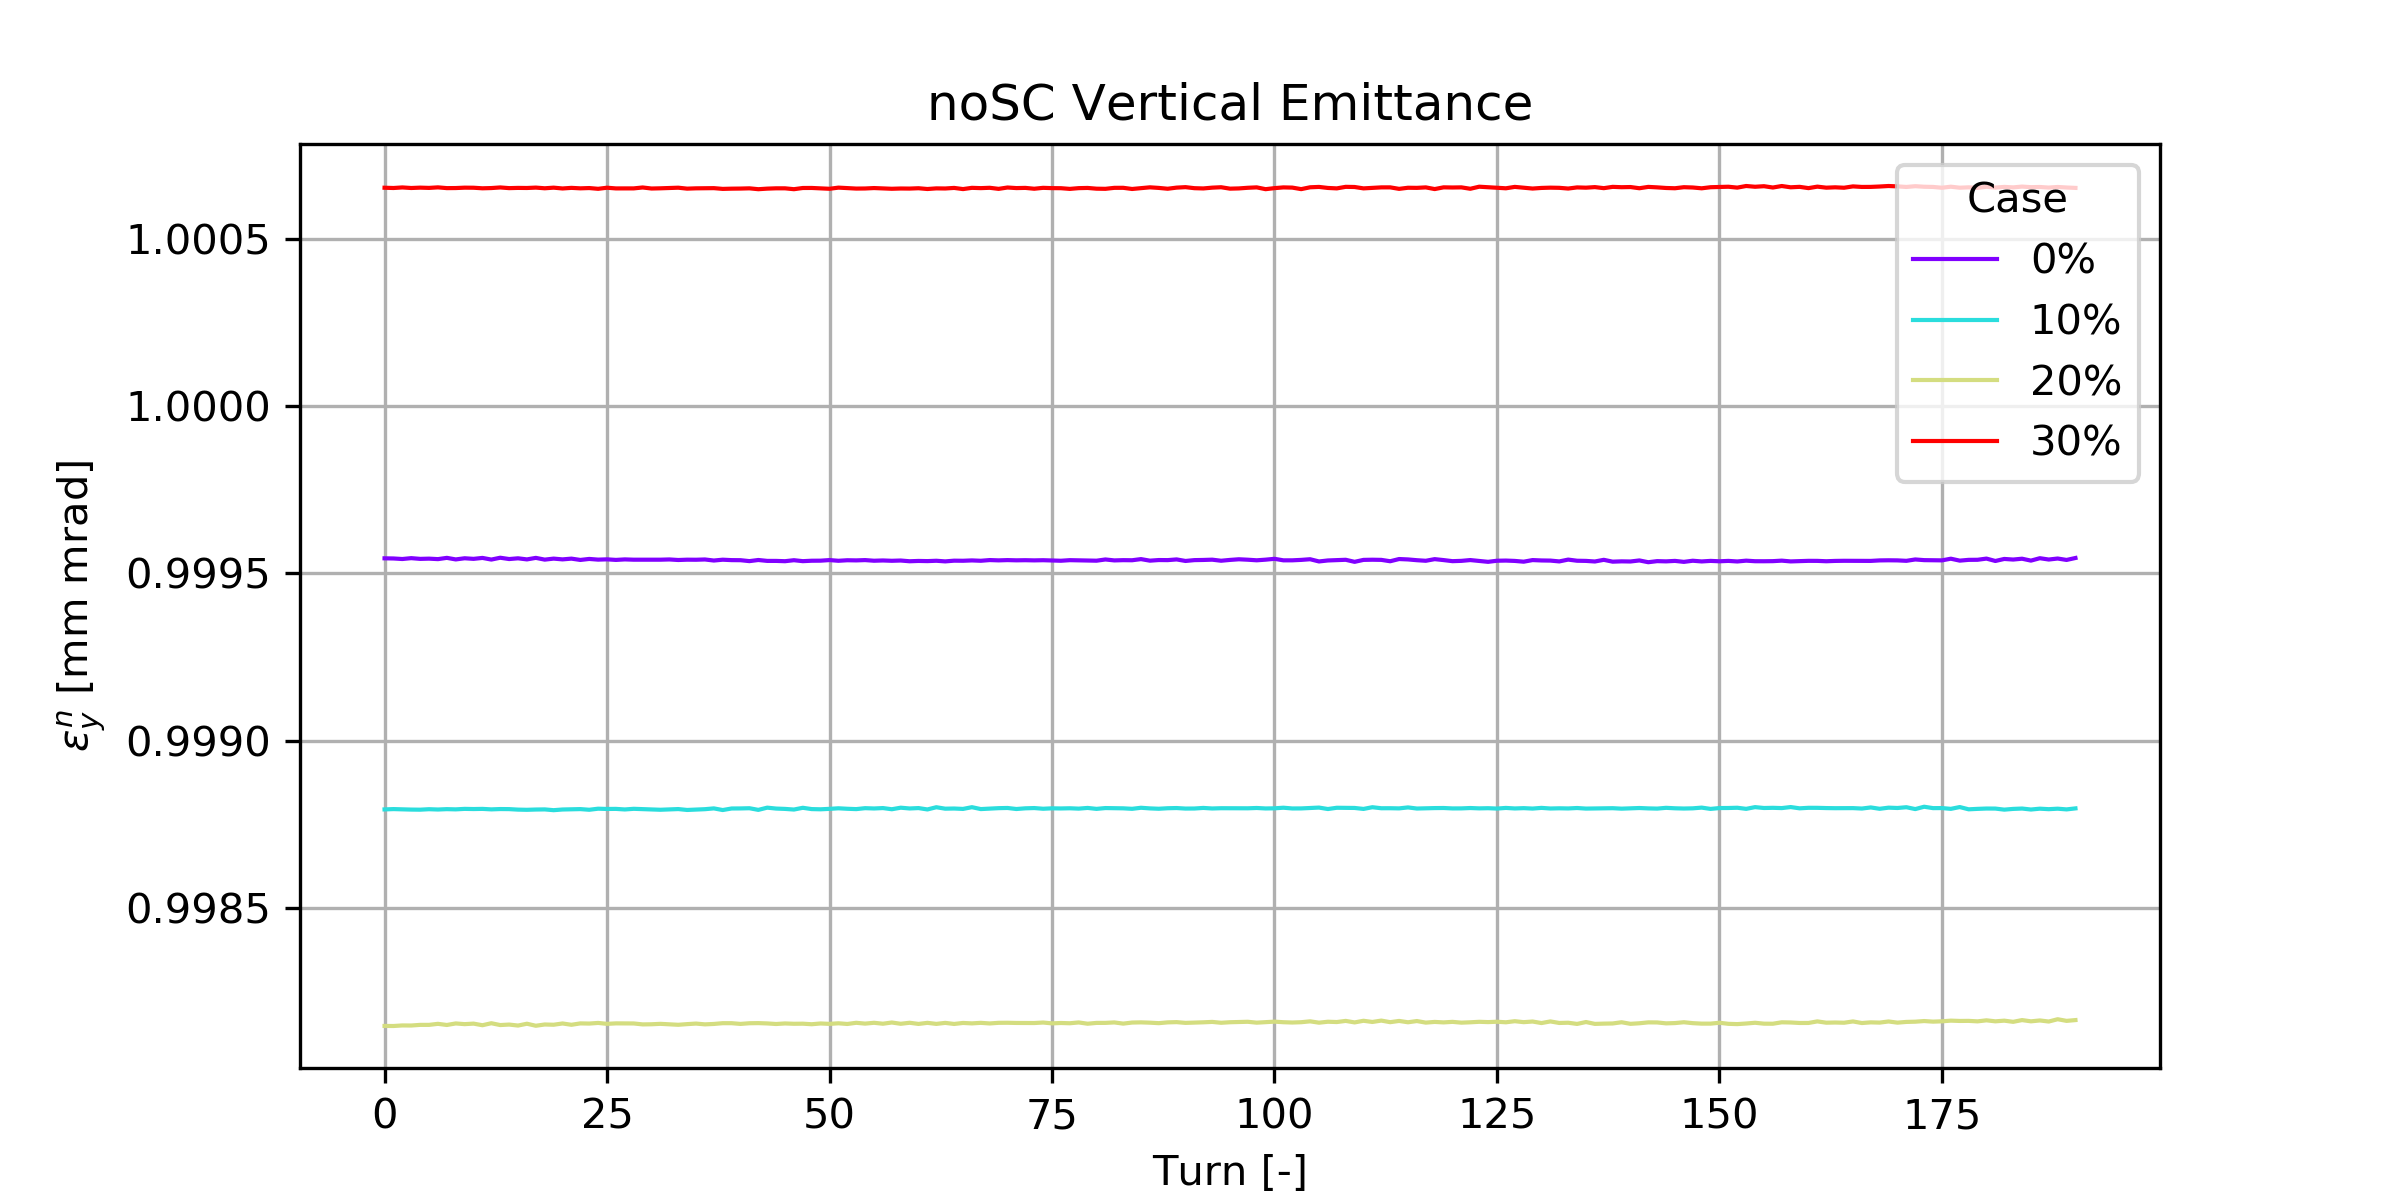 noSC Vertical Emittance
1.0005
1.0000
0.9995
0.9990
0.9985
εₙʸ [mm mrad]
Case
0%
10%
20%
30%
0 25 50 75 100 125 150 175
Turn [-]